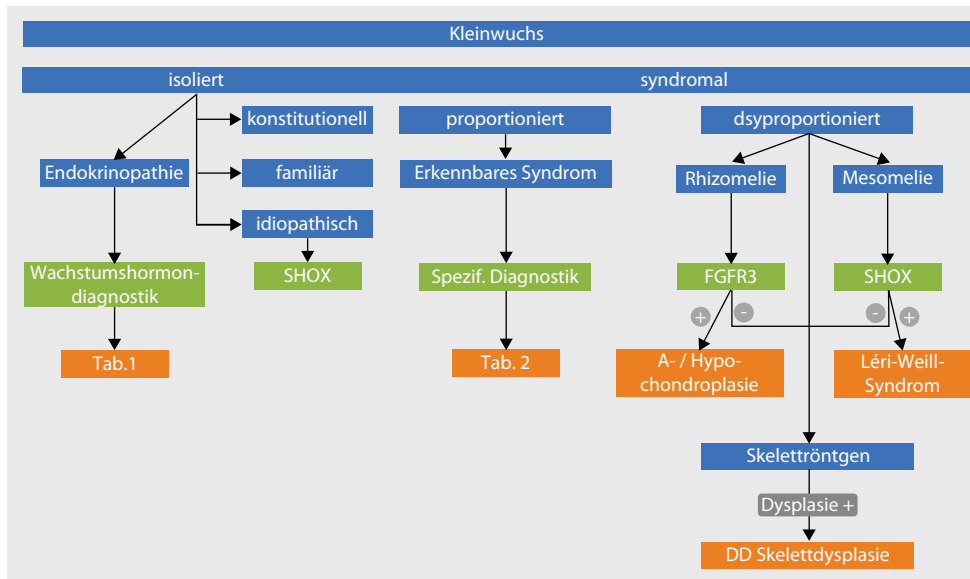 Kleinwuchs
isoliert
syndromal
konstitutionell
proportioniert
dsyproportioniert
Endokrinopathie
familiär
Erkennbares Syndrom
Rhizomelie
Mesomelie
idiopathisch
Wachstumshormon-
diagnostik
SHOX
Spezif. Diagnostik
FGFR3
SHOX
+
-
-
+
Tab.1
Tab. 2
A- / Hypo-
chondroplasie
Léri-Weill-
Syndrom
Skelettröntgen
Dysplasie +
DD Skelettdysplasie